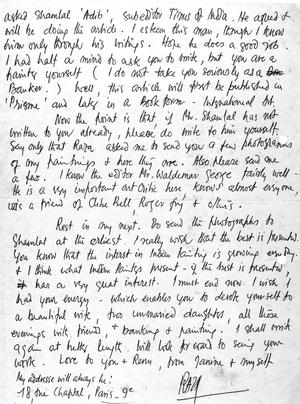 asked Shamlal 'Adib', subeditor Times of India. He agreed &
will be doing the article. I esteem this man, though I know
him only through his writings. Hope he does a good job.
I had half a mind to ask you to write, but you are a
painter yourself (I do not take you seriously as a
Banker.) Well, this article will first be published in
'Prisme' and later in a book form - International Art.
Now the point is that if Mr. Shamlal has not
written to you already, please do write to him yourself.
Say only that Raza asked me to send you a few photographs
of my paintings & here they are. Also please send me
a few. I know the editor Mr. Waldemar George fairly well -
He is a very important art critic here, knows almost everyone,
was a friend of Clive Bell, Roger Fry & others.
Rest in my next. Do send the photographs to
Shamlal at the earliest. I really wish that the best is presented.
You know that the interest in Indian Painting is growing everyday.
& I think what Indian Painters present - if the best is presented,
it has a very great interest. I must end now. I wish I
had your energy - which enables you to devote yourself to
a beautiful wife, two unmarried daughters, all those
evenings with friends, & banking & painting. I shall write
again at better length. Will look forward to seeing your
work. Love to you & Renu, from Janine & myself
My address will always be:
18 rue Chaptal, Paris-9e
Raza